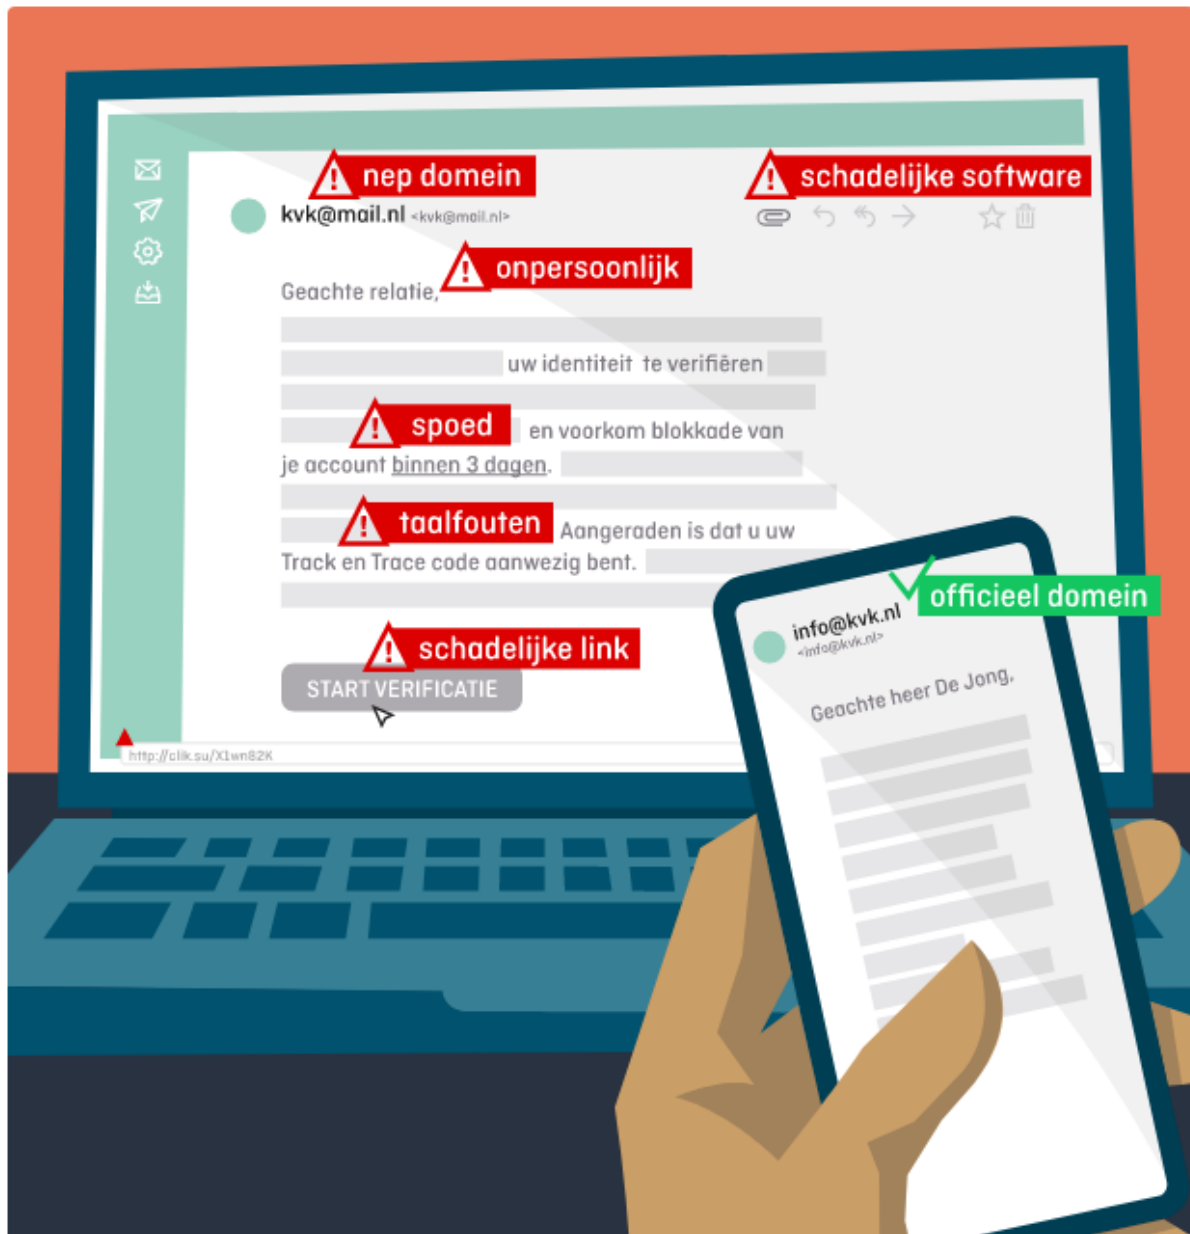 nep domein
schadelijke software
kvk@mail.nl <kvk@mail.nl>
onpersoonlijk
Geachte relatie,
uw identiteit te verifiëren
spoed
en voorkom blokkade van
je account binnen 3 dagen.
taalfouten
Aangeraden is dat u uw
Track en Trace code aanwezig bent.
schadelijke link
START VERIFICATIE
http://clik.su/X1wn82K
officieel domein
info@kvk.nl
<info@kvk.nl>
Geachte heer De Jong,